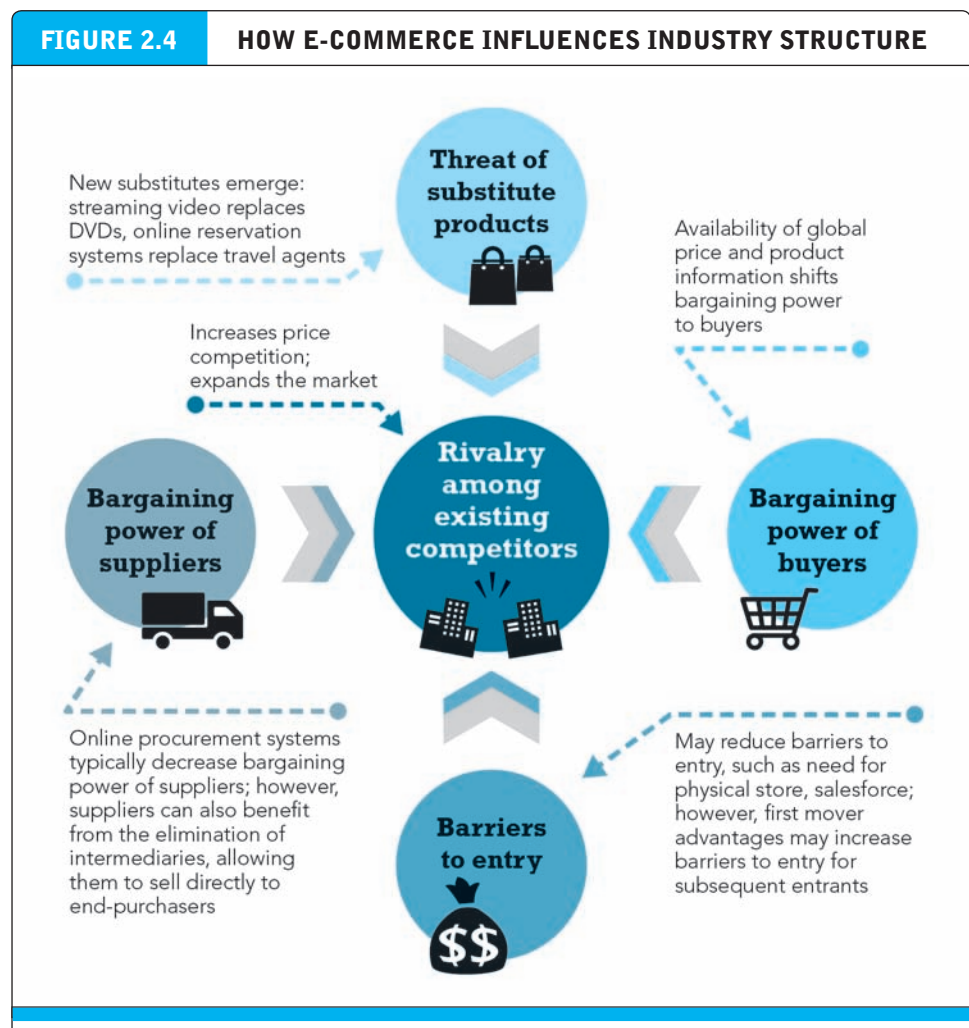 FIGURE 2.4
HOW E-COMMERCE INFLUENCES INDUSTRY STRUCTURE
Threat of
substitute
products
New substitutes emerge:
streaming video replaces
DVDs, online reservation
systems replace travel agents
Availability of global
price and product
information shifts
bargaining power
to buyers
Increases price
competition;
expands the market
Rivalry
among
existing
competitors
Bargaining
power of
suppliers
Bargaining
power of
buyers
Online procurement systems
typically decrease bargaining
power of suppliers; however,
suppliers can also benefit
from the elimination of
intermediaries, allowing
them to sell directly to
end-purchasers
May reduce barriers to
entry, such as need for
physical store, salesforce;
however, first mover
advantages may increase
barriers to entry for
subsequent entrants
Barriers
to entry
$$